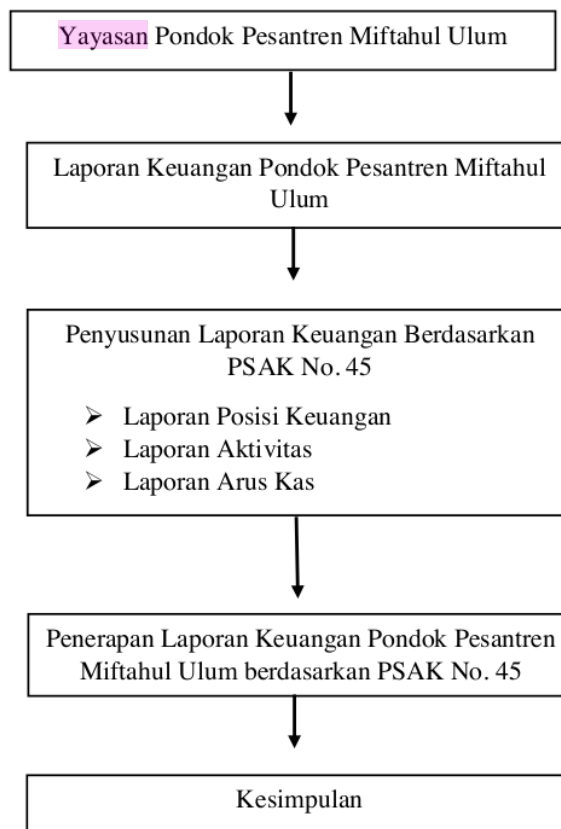 Yayasan Pondok Pesantren Miftahul Ulum
Laporan Keuangan Pondok Pesantren Miftahul
Ulum
Penyusunan Laporan Keuangan Berdasarkan
PSAK No. 45
➢ Laporan Posisi Keuangan
➢ Laporan Aktivitas
➢ Laporan Arus Kas
Penerapan Laporan Keuangan Pondok Pesantren
Miftahul Ulum berdasarkan PSAK No. 45
Kesimpulan